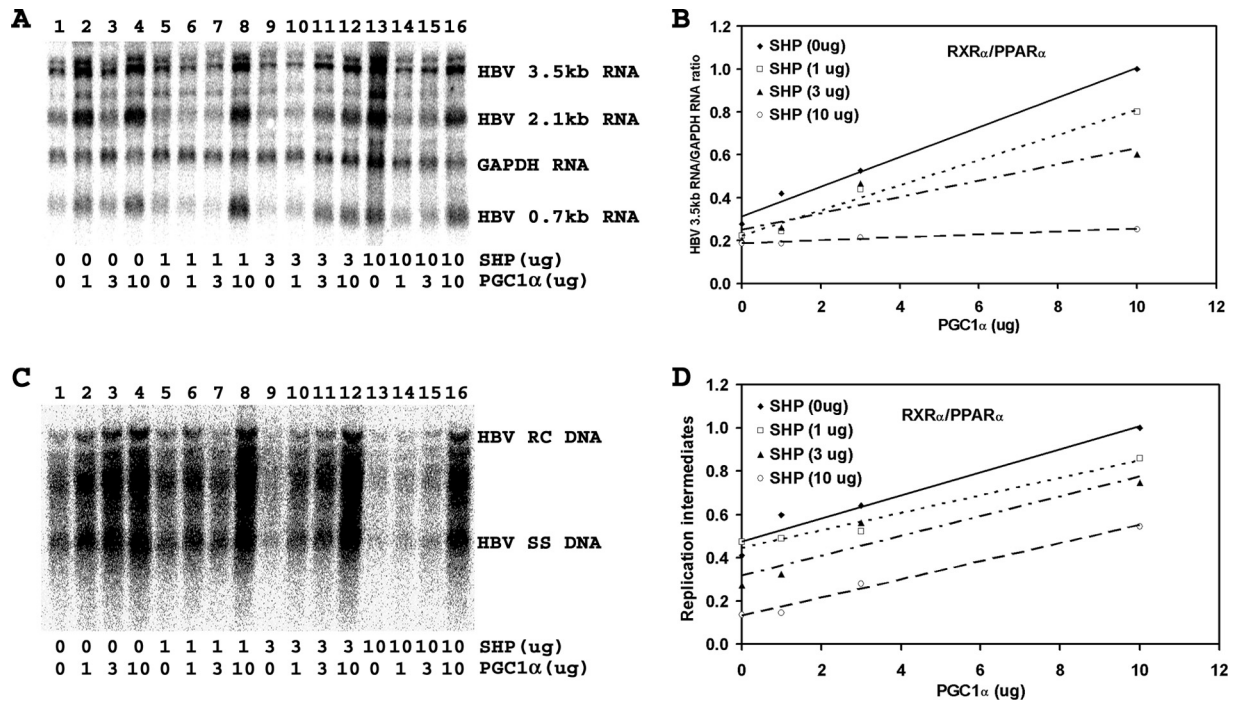 A
1 2 3 4 5 6 7 8 9 10 11 12 13 14 15 16
HBV 3.5kb RNA
HBV 2.1kb RNA
GAPDH RNA
HBV 0.7kb RNA
0 0 0 0 1 1 1 1 3 3 3 3 10 10 10 10 SHP(ug)
0 1 3 10 0 1 3 10 0 1 3 10 0 1 3 10 PGC1α(ug)
B
RXRα/PPARα
SHP (0ug)
SHP (1 ug)
SHP (3 ug)
SHP (10 ug)
HBV 3.5kb RNA/GAPDH RNA ratio
1.2
1.0
0.8
0.6
0.4
0.2
0.0
0 2 4 6 8 10 12
PGC1α (ug)
C
1 2 3 4 5 6 7 8 9 10 11 12 13 14 15 16
HBV RC DNA
HBV SS DNA
0 0 0 0 1 1 1 1 3 3 3 3 10 10 10 10 SHP(ug)
0 1 3 10 0 1 3 10 0 1 3 10 0 1 3 10 PGC1α(ug)
D
RXRα/PPARα
SHP (0ug)
SHP (1 ug)
SHP (3 ug)
SHP (10 ug)
Replication intermediates
1.2
1.0
0.8
0.6
0.4
0.2
0.0
0 2 4 6 8 10 12
PGC1α (ug)